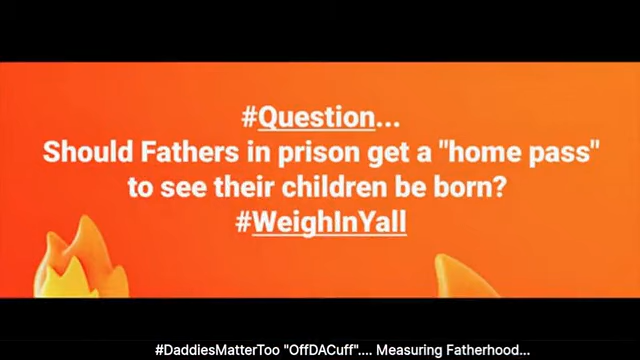 #Question...
Should Fathers in prison get a "home pass"
to see their children be born?
#WeighInYall
#DaddiesMatterToo "OffDACuff".... Measuring Fatherhood...